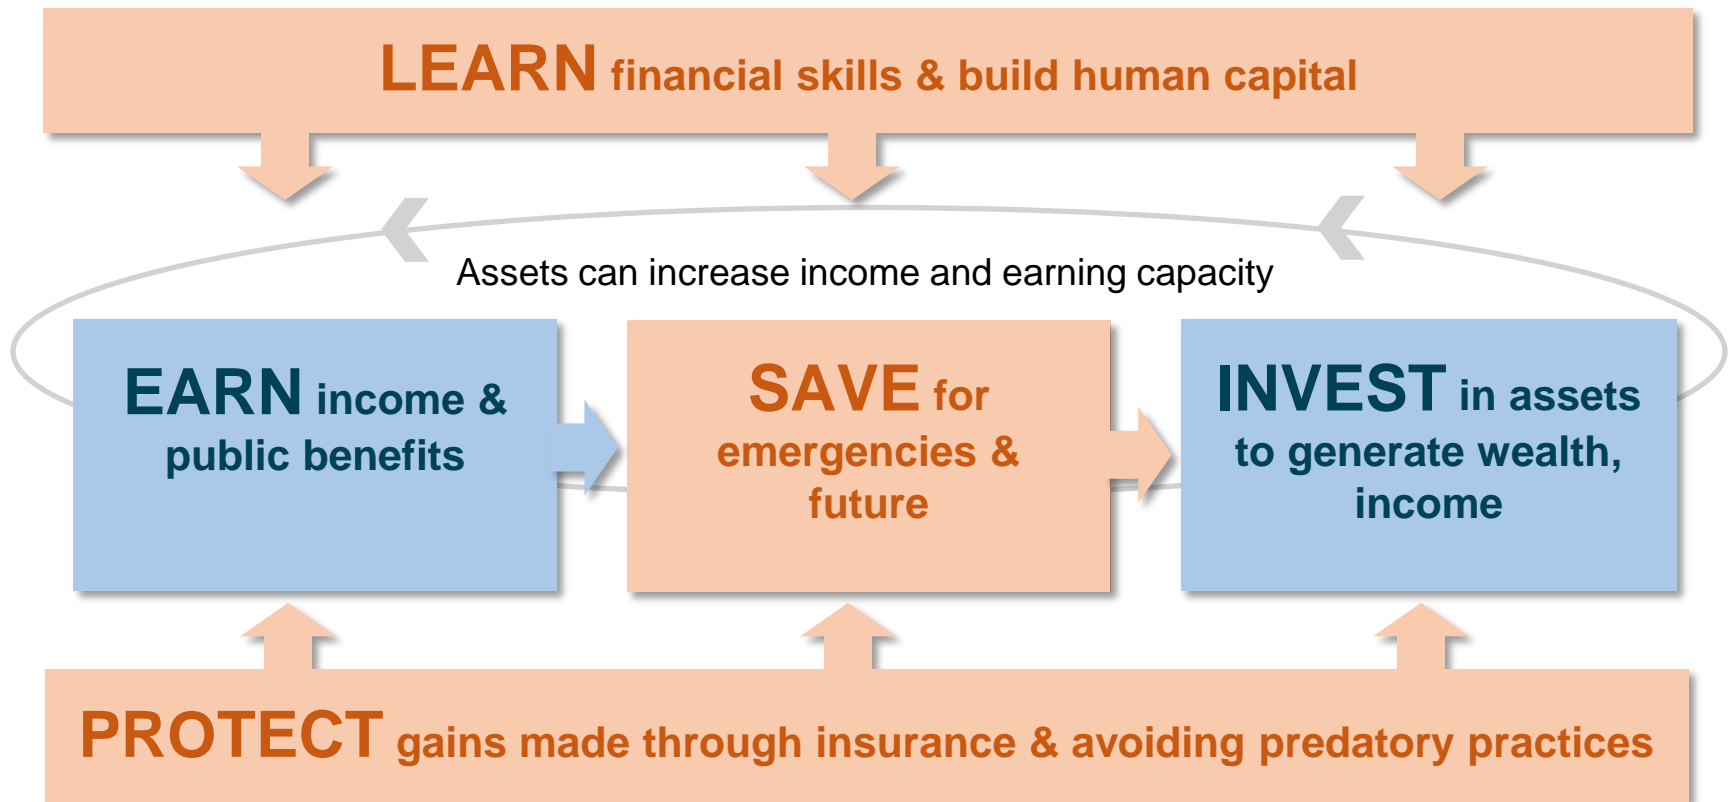 LEARN financial skills & build human capital
Assets can increase income and earning capacity
EARN income &
public benefits
SAVE for
emergencies &
future
INVEST in assets
to generate wealth,
income
PROTECT gains made through insurance & avoiding predatory practices